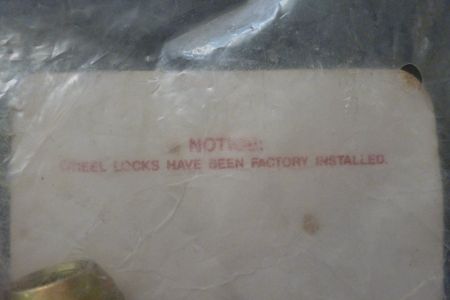 NOTICE:
WHEEL LOCKS HAVE BEEN FACTORY INSTALLED.